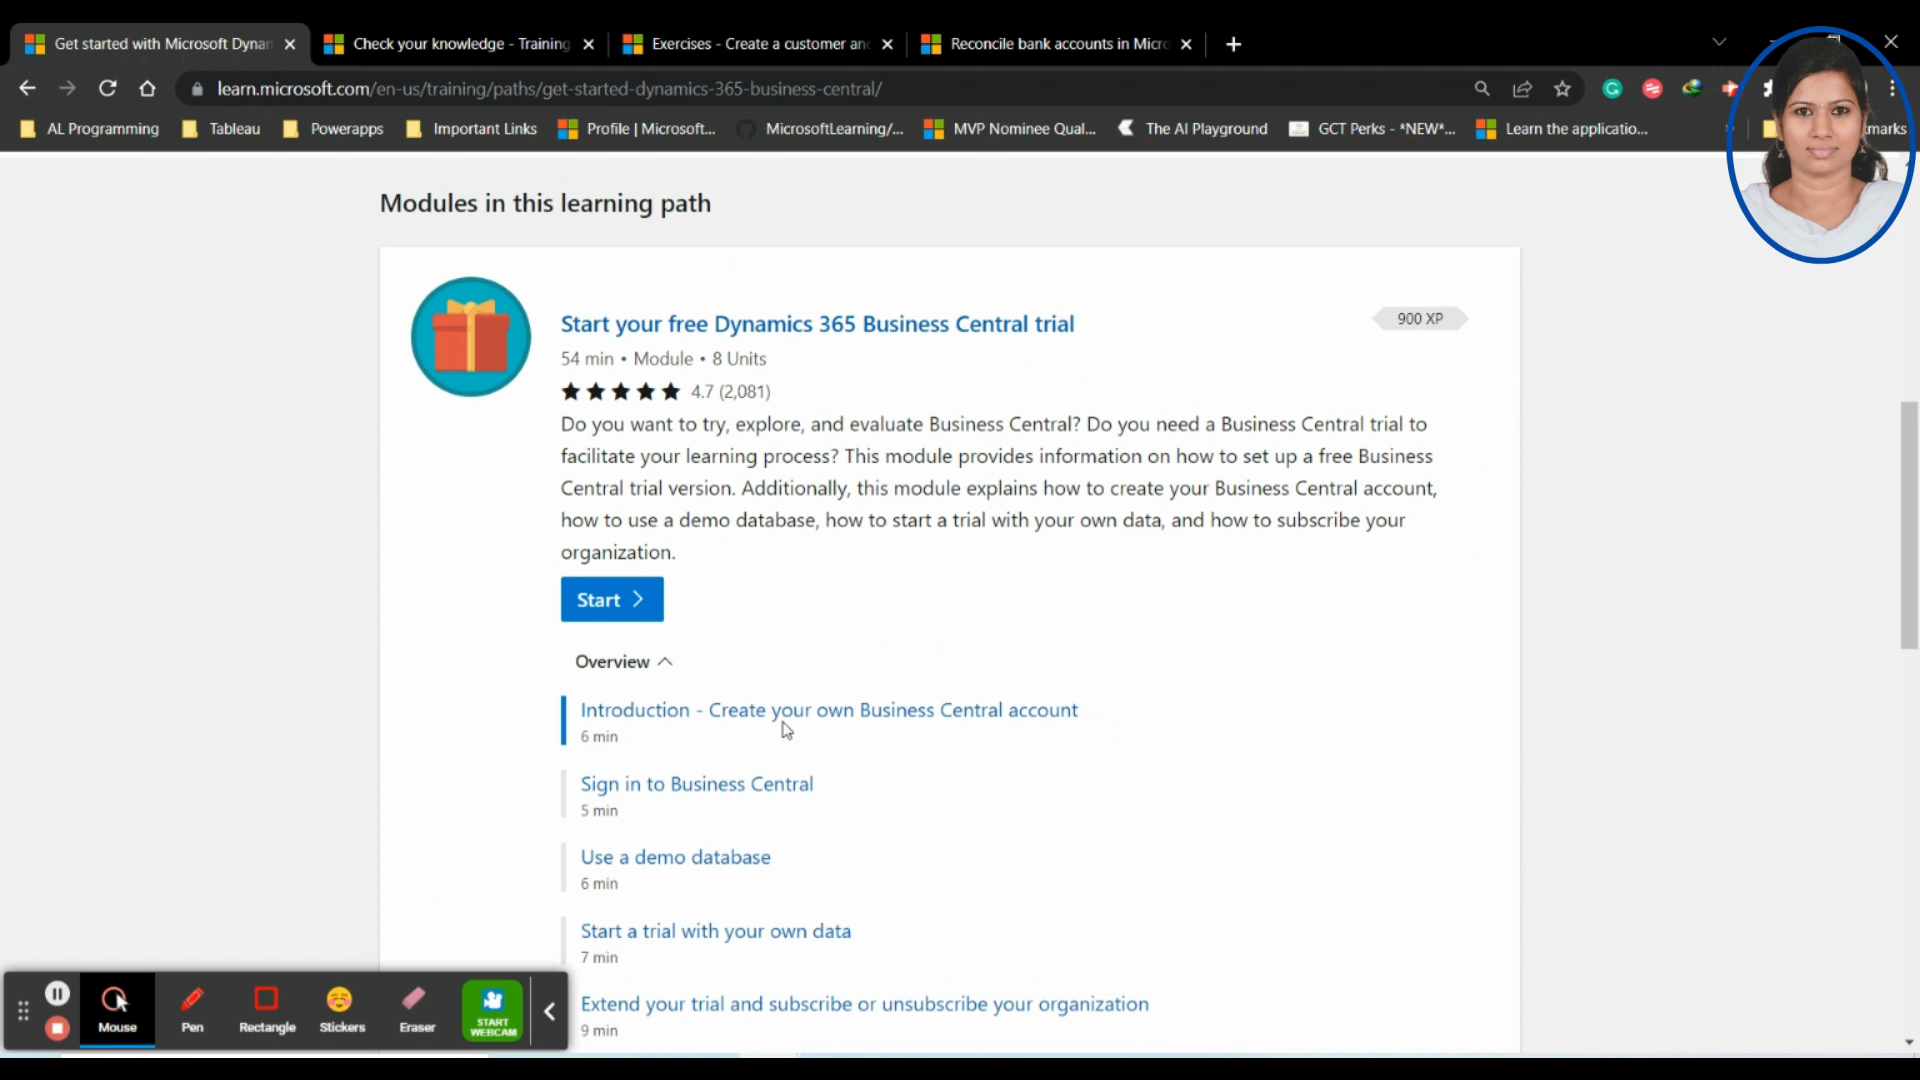 Get started with Microsoft Dynan
Check your knowledge - Training
Exercises - Create a customer and
Reconcile bank accounts in Micro
learn.microsoft.com/en-us/training/paths/get-started-dynamics-365-business-central/
AL Programming
Tableau
Powerapps
Important Links
Profile | Microsoft...
MicrosoftLearning/...
MVP Nominee Qual...
The AI Playground
GCT Perks - *NEW*...
Learn the applicatio...
marks
Modules in this learning path
Start your free Dynamics 365 Business Central trial
900 XP
54 min • Module • 8 Units
4.7 (2,081)
Do you want to try, explore, and evaluate Business Central? Do you need a Business Central trial to
facilitate your learning process? This module provides information on how to set up a free Business
Central trial version. Additionally, this module explains how to create your Business Central account,
how to use a demo database, how to start a trial with your own data, and how to subscribe your
organization.
Start
Overview
Introduction - Create your own Business Central account
6 min
Sign in to Business Central
5 min
Use a demo database
6 min
Start a trial with your own data
7 min
Extend your trial and subscribe or unsubscribe your organization
9 min
Mouse
Pen
Rectangle
Stickers
Eraser
START
WEBCAM